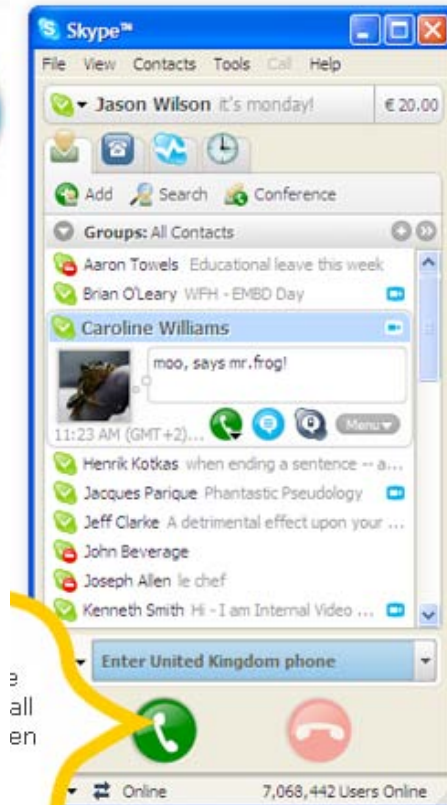 Skype™
File View Contacts Tools Call Help
Jason Wilson it's monday! € 20.00
Add Search Conference
Groups: All Contacts
Aaron Towels Educational leave this week
Brian O'Leary WFH - EMBD Day
Caroline Williams
moo, says mr.frog!
11:23 AM (GMT+2)... Menu
Henrik Kotkas when ending a sentence -- a...
Jacques Parique Phantastic Pseudology
Jeff Clarke A detrimental effect upon your ...
John Beverage
Joseph Allen le chef
Kenneth Smith Hi - I am Internal Video ...
Enter United Kingdom phone
e
all
en
Online 7,068,442 Users Online